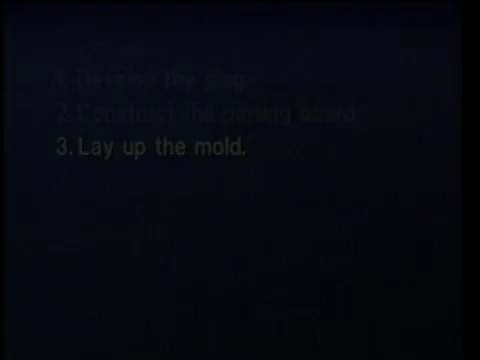 1. Develop the plug
2. Construct the parting board
3. Lay up the mold.